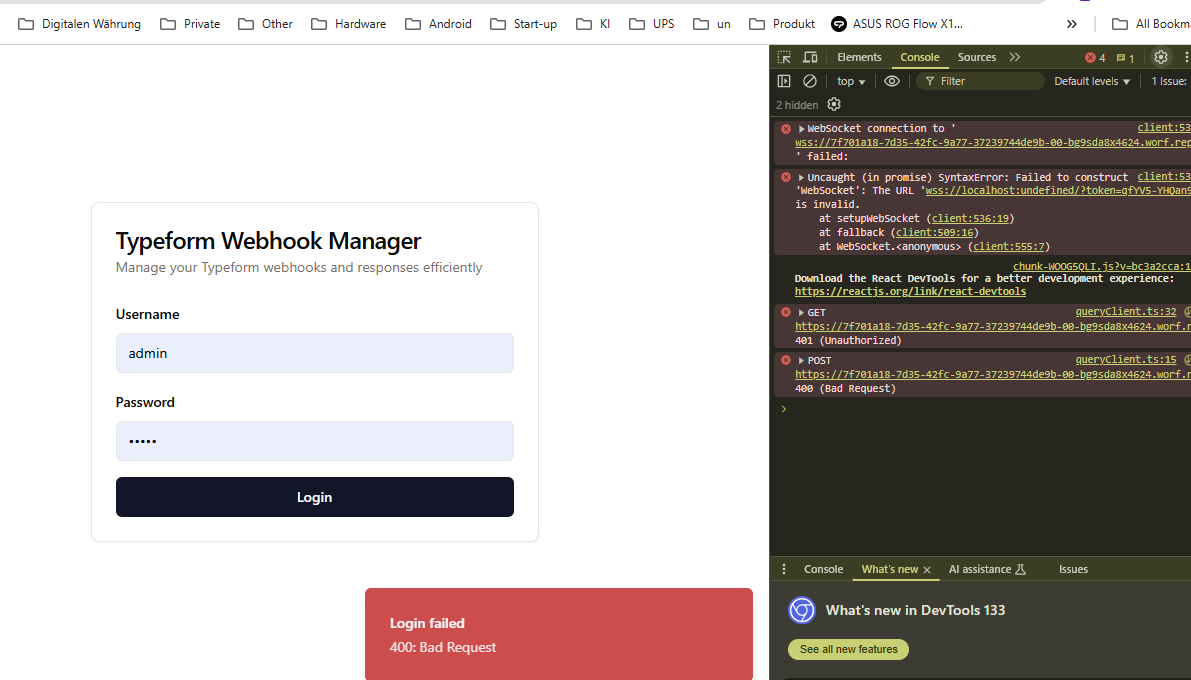 Digitalen Währung Private Other Hardware Android Start-up KI UPS un Produkt ASUS ROG Flow X1... » All Bookm
Typeform Webhook Manager
Manage your Typeform webhooks and responses efficiently
Username
admin
Password
•••••
Login
Login failed
400: Bad Request
Elements Console Sources 4 1
top Filter Default levels 1 Issue:
2 hidden
WebSocket connection to ' client:53
wss://7f701a18-7d35-42fc-9a77-37239744de9b-00-bg9sda8x4624.worf.rep
' failed:
Uncaught (in promise) SyntaxError: Failed to construct client:53
'WebSocket': The URL 'wss://localhost:undefined/?token=qfYV5-YHOan9
is invalid.
at setupWebSocket (client:536:19)
at fallback (client:509:16)
at WebSocket.<anonymous> (client:555:7)
chunk-WOOG5QLI.js?v=bc3a2cca:1
Download the React DevTools for a better development experience:
https://reactjs.org/link/react-devtools
GET queryClient.ts:32
https://7f701a18-7d35-42fc-9a77-37239744de9b-00-bg9sda8x4624.worf.r
401 (Unauthorized)
POST queryClient.ts:15
https://7f701a18-7d35-42fc-9a77-37239744de9b-00-bg9sda8x4624.worf.r
400 (Bad Request)
Console What's new AI assistance Issues
What's new in DevTools 133
See all new features